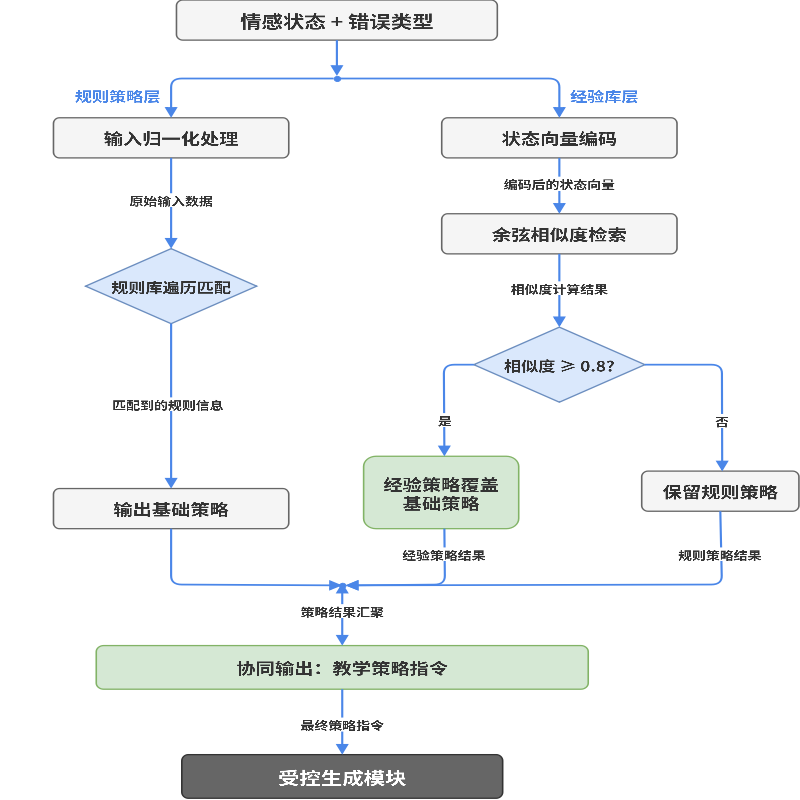 情感状态 + 错误类型
规则策略层
经验库层
输入归一化处理
状态向量编码
原始输入数据
编码后的状态向量
余弦相似度检索
规则库遍历匹配
相似度计算结果
相似度 ≥ 0.8?
匹配到的规则信息
是
否
经验策略覆盖
基础策略
保留规则策略
输出基础策略
经验策略结果
规则策略结果
策略结果汇聚
协同输出：教学策略指令
最终策略指令
受控生成模块